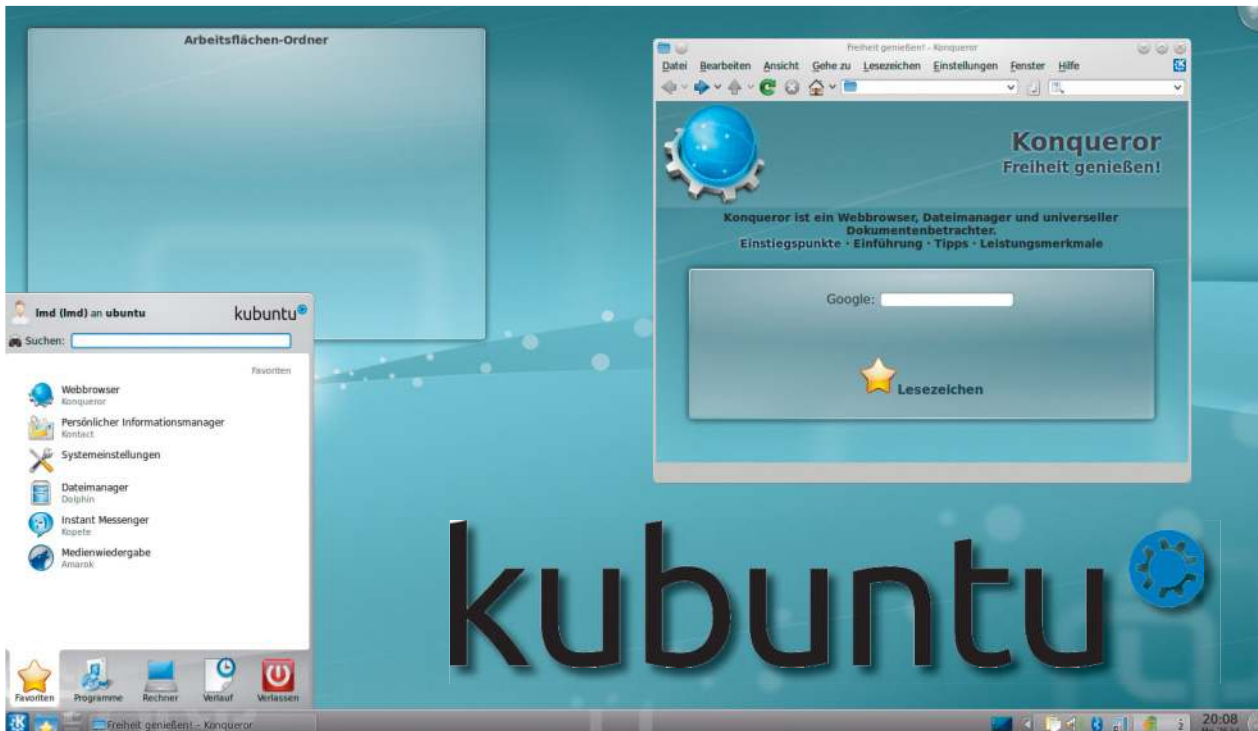 Arbeitsflächen-Ordner
Freiheit genießen! - Konqueror
Datei Bearbeiten Ansicht Gehe zu Lesezeichen Einstellungen Fenster Hilfe
Konqueror
Freiheit genießen!
Konqueror ist ein Webbrowser, Dateimanager und universeller
Dokumentenbetrachter.
Einstiegspunkte · Einführung · Tipps · Leistungsmerkmale
Google:
Lesezeichen
lmd (lmd) an ubuntu
kubuntu
Suchen:
Favoriten
Webbrowser
Konqueror
Persönlicher Informationsmanager
Kontact
Systemeinstellungen
Dateimanager
Dolphin
Instant Messenger
Kopete
Medienwiedergabe
Amarok
Favoriten Programme Rechner Verlauf Verlassen
kubuntu
Freiheit genießen! - Konqueror
20:08